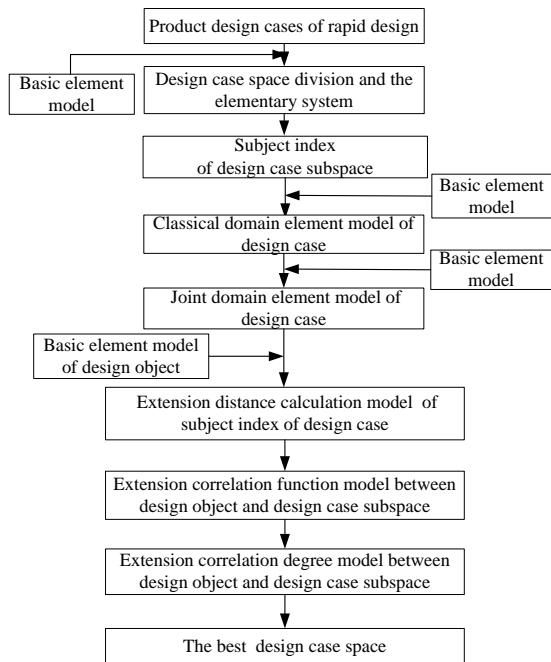 Product design cases of rapid design
Basic element
model
Design case space division and the
elementary system
Subject index
of design case subspace
Basic element
model
Classical domain element model of
design case
Basic element
model
Joint domain element model of
design case
Basic element model
of design object
Extension distance calculation model of
subject index of design case
Extension correlation function model between
design object and design case subspace
Extension correlation degree model between
design object and design case subspace
The best design case space